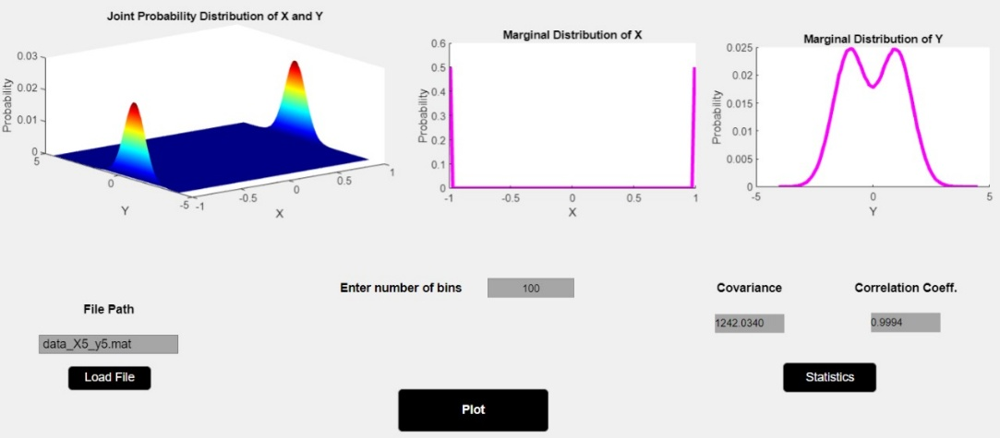 Joint Probability Distribution of X and Y
0.03
0.02
0.01
0
Probability
5
0
-5
Y
-1
-0.5
0
0.5
1
X
Marginal Distribution of X
0.6
0.5
0.4
0.3
0.2
0.1
0
Probability
-1
-0.5
0
0.5
1
X
Marginal Distribution of Y
0.025
0.02
0.015
0.01
0.005
0
Probability
-5
0
5
Y
Enter number of bins 100
File Path
data_X5_y5.mat
Load File
Plot
Covariance Correlation Coeff.
1242.0340 0.9994
Statistics